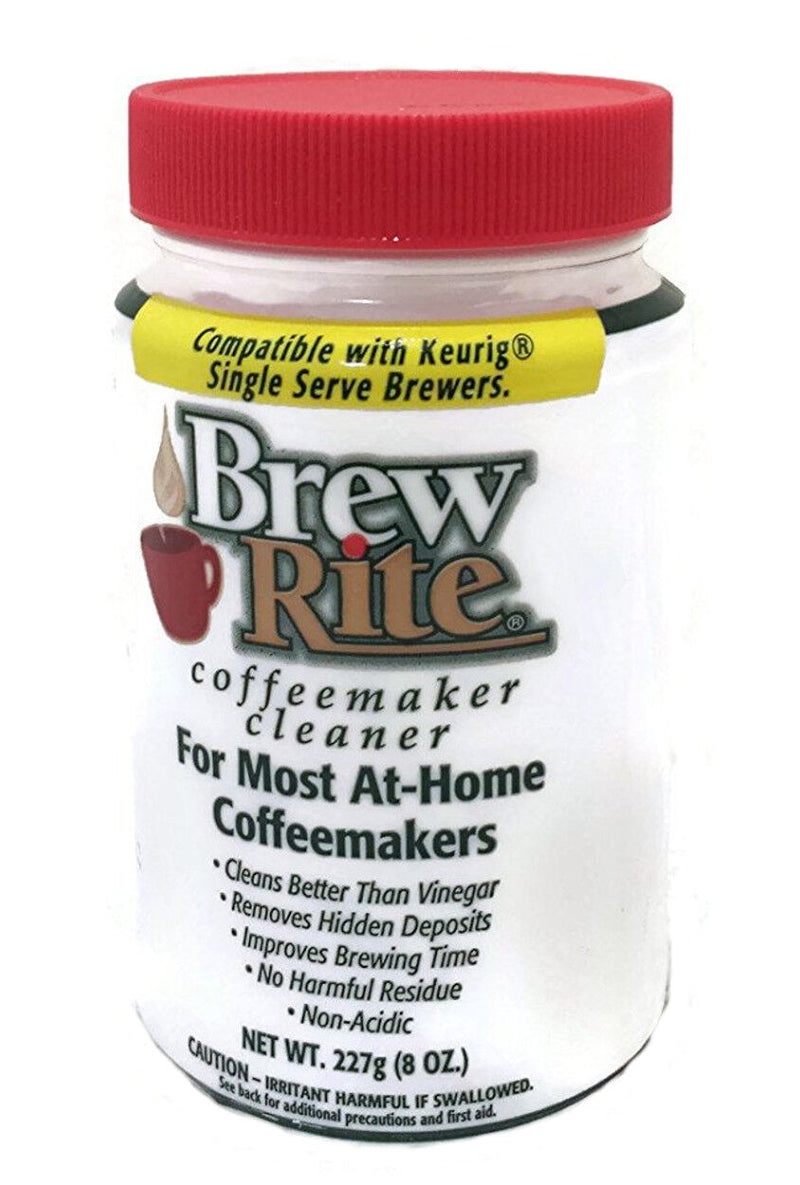 Compatible with Keurig®
Single Serve Brewers.
Brew
Rite®
coffeemaker
cleaner
For Most At-Home
Coffeemakers
• Cleans Better Than Vinegar
• Removes Hidden Deposits
• Improves Brewing Time
• No Harmful Residue
• Non-Acidic
NET WT. 227g (8 OZ.)
CAUTION – IRRITANT HARMFUL IF SWALLOWED.
See back for additional precautions and first aid.